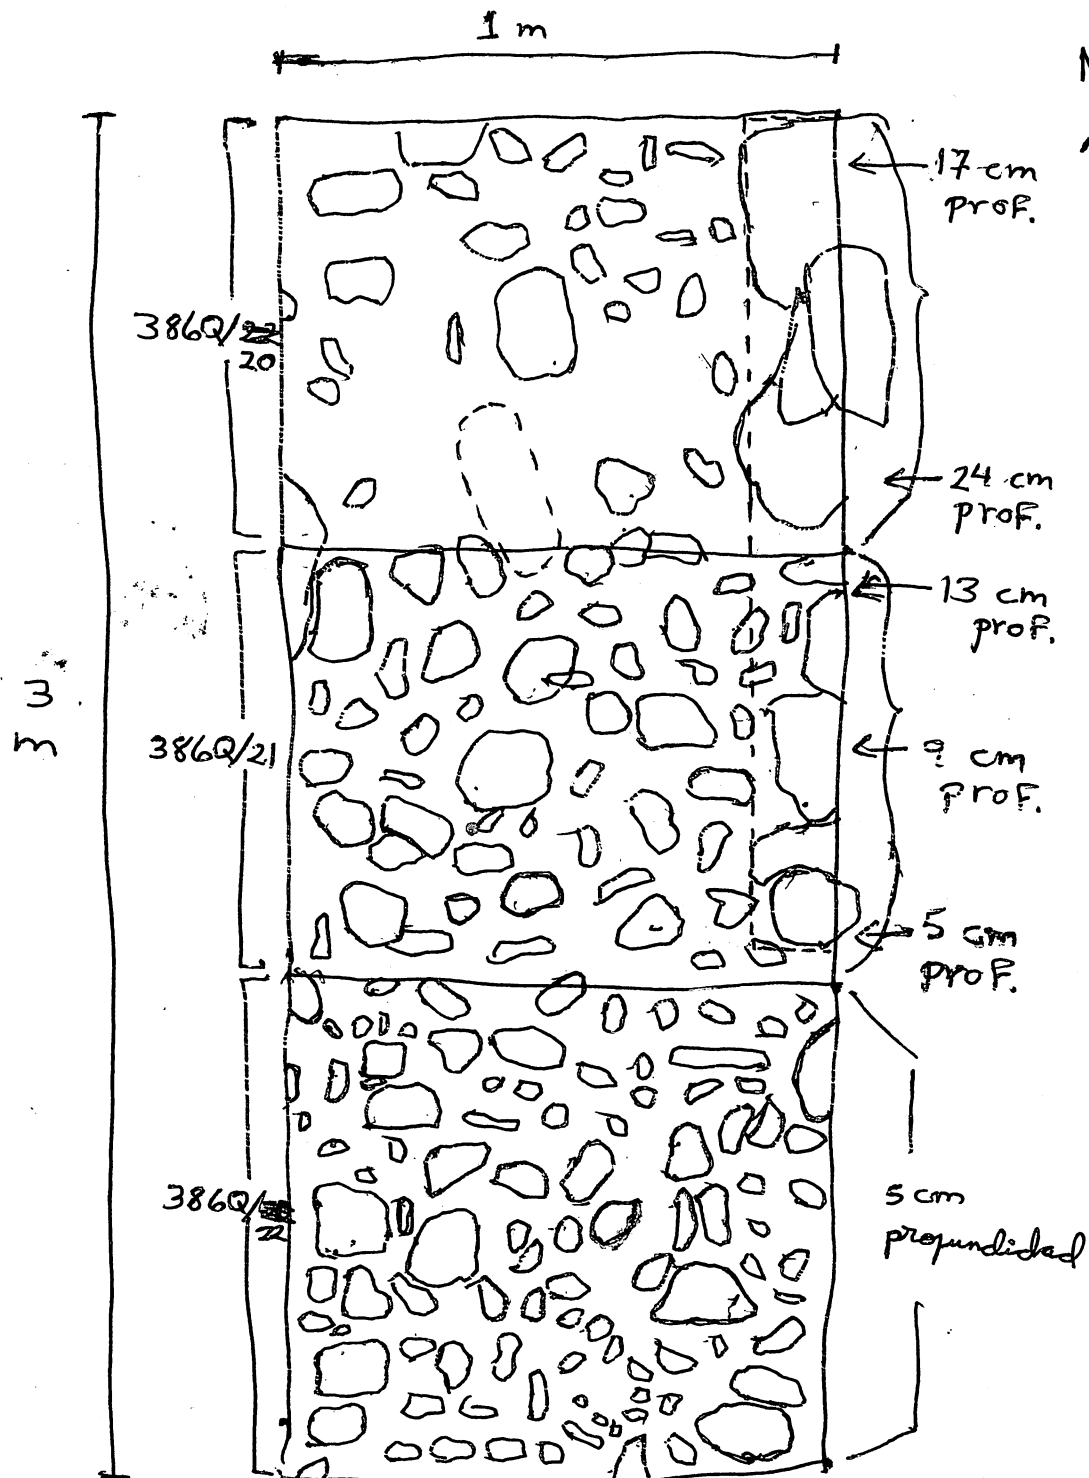 1 m
N
17 cm
prof.
386Q/
20
24 cm
prof.
13 cm
prof.
3
m
386Q/21
9 cm
prof.
5 cm
prof.
386Q/
22
5 cm
profundidad